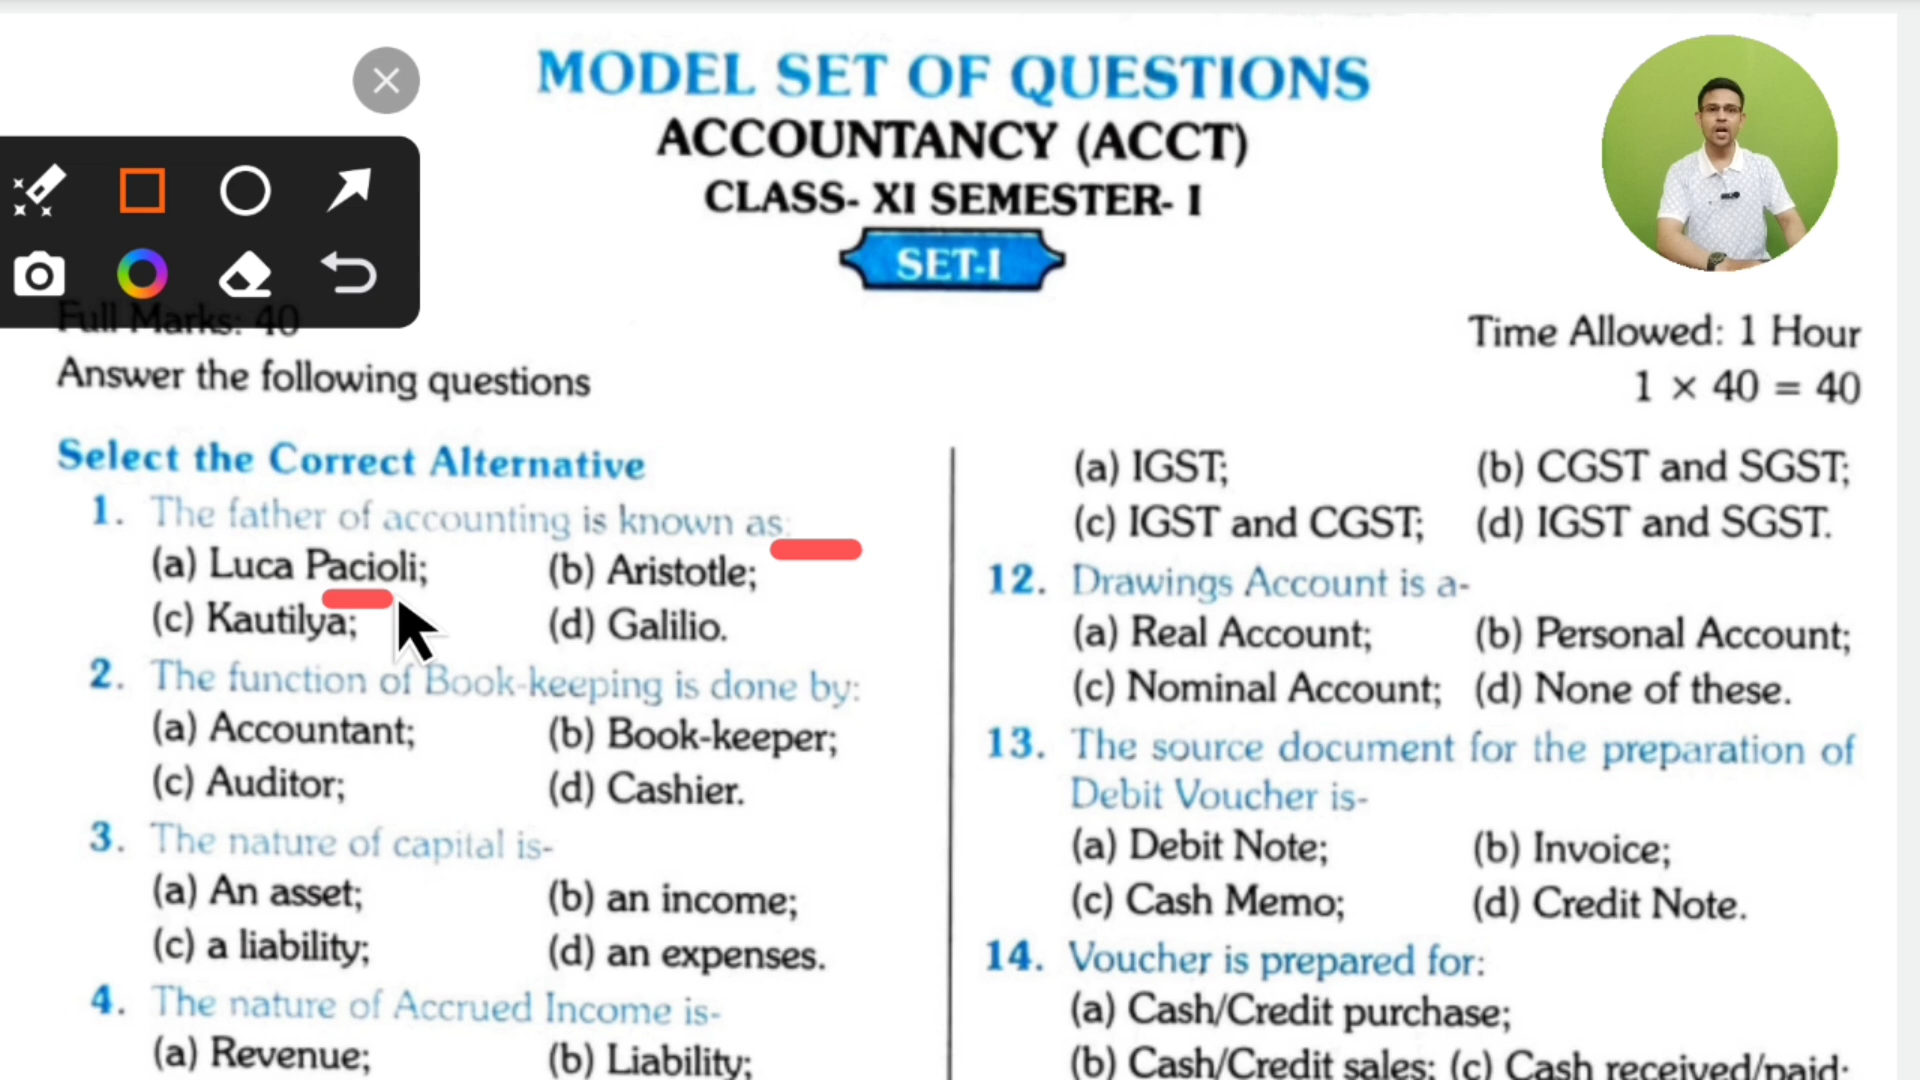 MODEL SET OF QUESTIONS
ACCOUNTANCY (ACCT)
CLASS- XI SEMESTER- I
SET-I
Full Marks: 40
Time Allowed: 1 Hour
Answer the following questions
1 × 40 = 40
Select the Correct Alternative
1. The father of accounting is known as:
(a) Luca Pacioli; (b) Aristotle;
(c) Kautilya; (d) Galilio.
2. The function of Book-keeping is done by:
(a) Accountant; (b) Book-keeper;
(c) Auditor; (d) Cashier.
3. The nature of capital is-
(a) An asset; (b) an income;
(c) a liability; (d) an expenses.
4. The nature of Accrued Income is-
(a) Revenue; (b) Liability;
(a) IGST; (b) CGST and SGST;
(c) IGST and CGST; (d) IGST and SGST.
12. Drawings Account is a-
(a) Real Account; (b) Personal Account;
(c) Nominal Account; (d) None of these.
13. The source document for the preparation of
Debit Voucher is-
(a) Debit Note; (b) Invoice;
(c) Cash Memo; (d) Credit Note.
14. Voucher is prepared for:
(a) Cash/Credit purchase;
(b) Cash/Credit sales; (c) Cash received/paid;